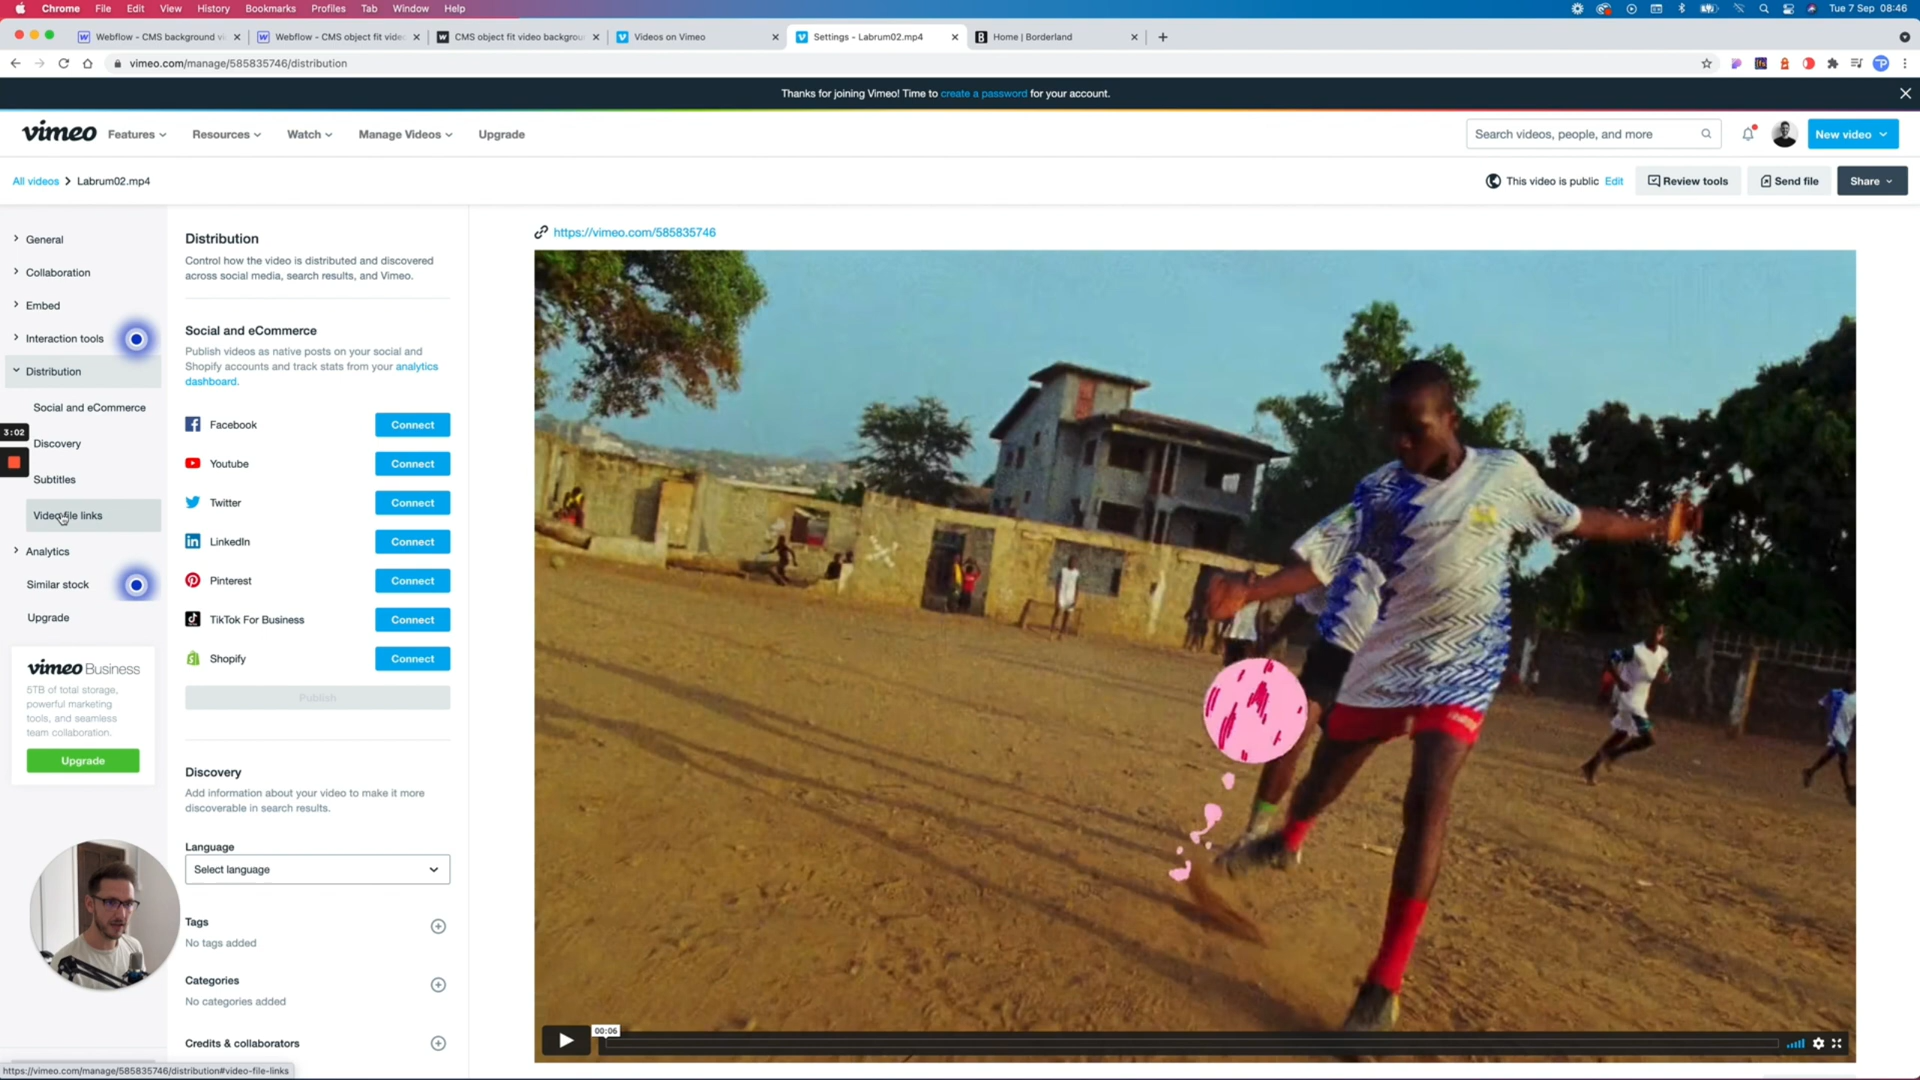 Chrome File Edit View History Bookmarks Profiles Tab Window Help
Tue 7 Sep 08:46
Webflow - CMS background vi
Webflow - CMS object fit video
CMS object fit video backgroun
Videos on Vimeo
Settings - Labrum02.mp4
Home | Borderland
vimeo.com/manage/585835746/distribution
Thanks for joining Vimeo! Time to create a password for your account.
vimeo
Features
Resources
Watch
Manage Videos
Upgrade
Search videos, people, and more
New video
All videos > Labrum02.mp4
This video is public Edit
Review tools
Send file
Share
General
Collaboration
Embed
Interaction tools
Distribution
Social and eCommerce
3:02
Discovery
Subtitles
Video file links
Analytics
Similar stock
Upgrade
vimeo Business
5TB of total storage,
powerful marketing
tools, and seamless
team collaboration.
Upgrade
Distribution
Control how the video is distributed and discovered
across social media, search results, and Vimeo.
Social and eCommerce
Publish videos as native posts on your social and
Shopify accounts and track stats from your analytics
dashboard.
Facebook Connect
Youtube Connect
Twitter Connect
LinkedIn Connect
Pinterest Connect
TikTok For Business Connect
Shopify Connect
Publish
Discovery
Add information about your video to make it more
discoverable in search results.
Language
Select language
Tags
No tags added
Categories
No categories added
Credits & collaborators
https://vimeo.com/585835746
00:06
https://vimeo.com/manage/585835746/distribution#video-file-links